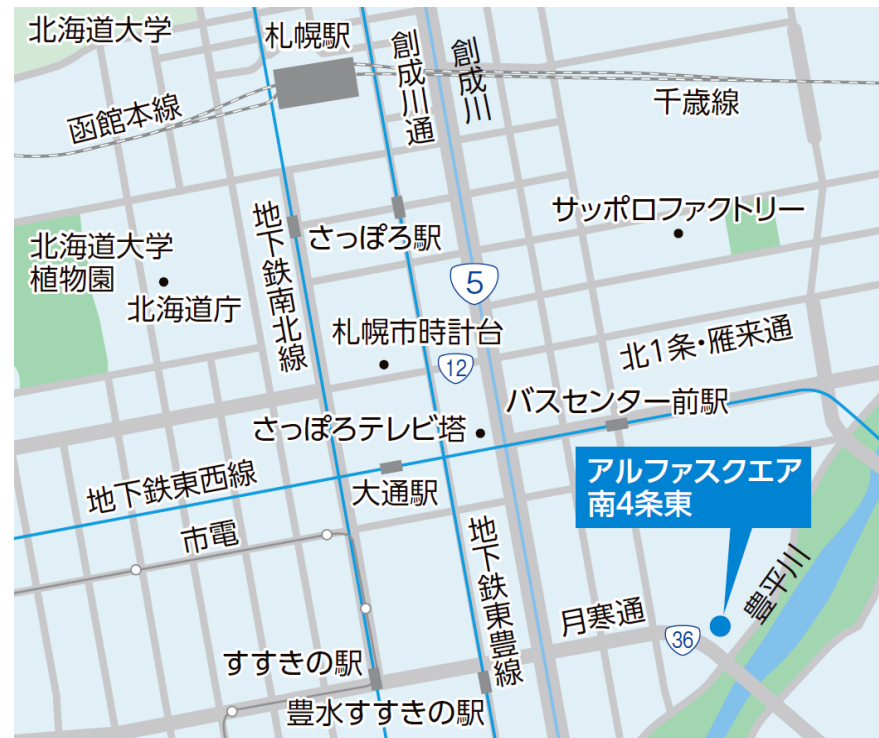 北海道大学
札幌駅
創成川通
創成川
函館本線
千歳線
サッポロファクトリー
さっぽろ駅
北海道大学
植物園
北海道庁
地下鉄南北線
5
札幌市時計台
12
北1条・雁来通
バスセンター前駅
さっぽろテレビ塔
地下鉄東西線
大通駅
アルファスクエア
南4条東
市電
地下鉄東豊線
豊平川
月寒通
36
すすきの駅
豊水すすきの駅